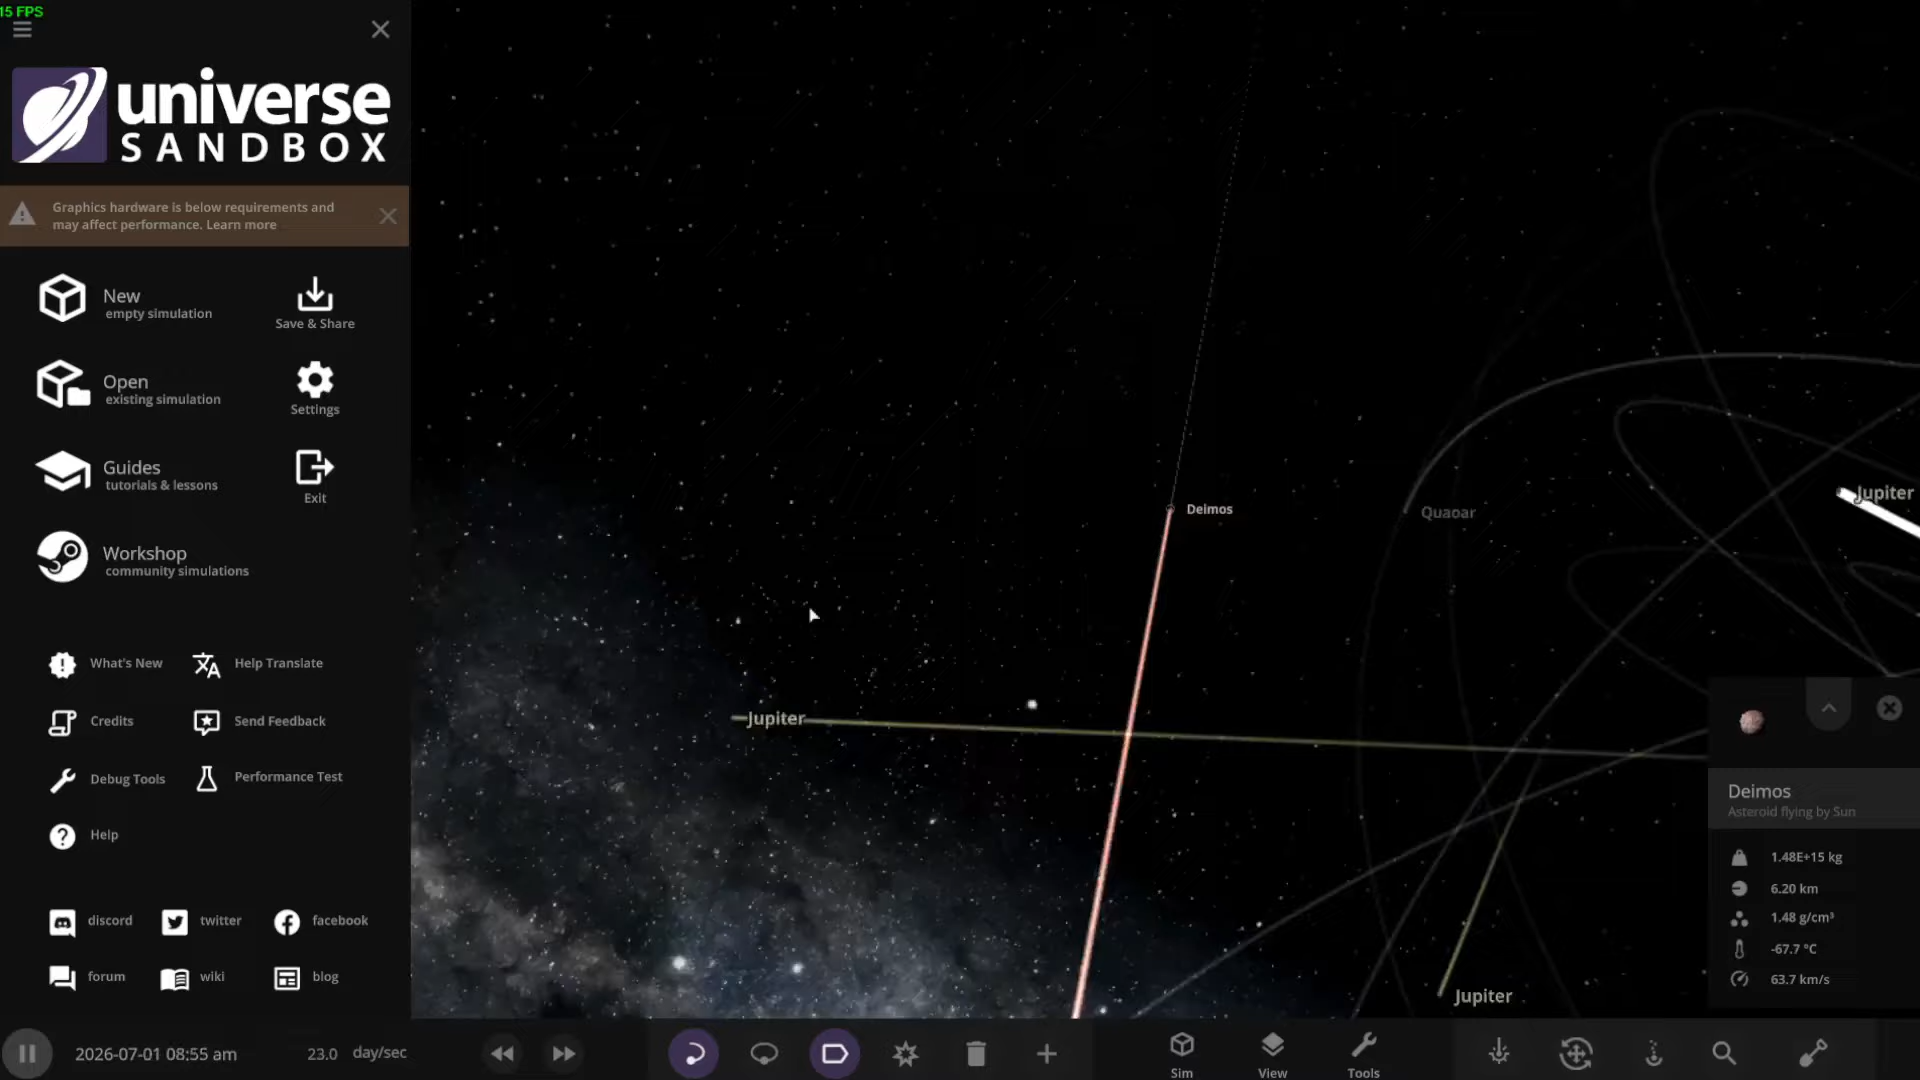 15 FPS
universe
SANDBOX
Graphics hardware is below requirements and
may affect performance. Learn more
New
empty simulation
Save & Share
Open
existing simulation
Settings
Guides
tutorials & lessons
Exit
Workshop
community simulations
What's New
Help Translate
Credits
Send Feedback
Debug Tools
Performance Test
Help
discord
twitter
facebook
forum
wiki
blog
Deimos
Quaoar
Jupiter
Jupiter
Jupiter
Deimos
Asteroid flying by Sun
1.48E+15 kg
6.20 km
1.48 g/cm³
-67.7 °C
63.7 km/s
2026-07-01 08:55 am
23.0 day/sec
Sim
View
Tools